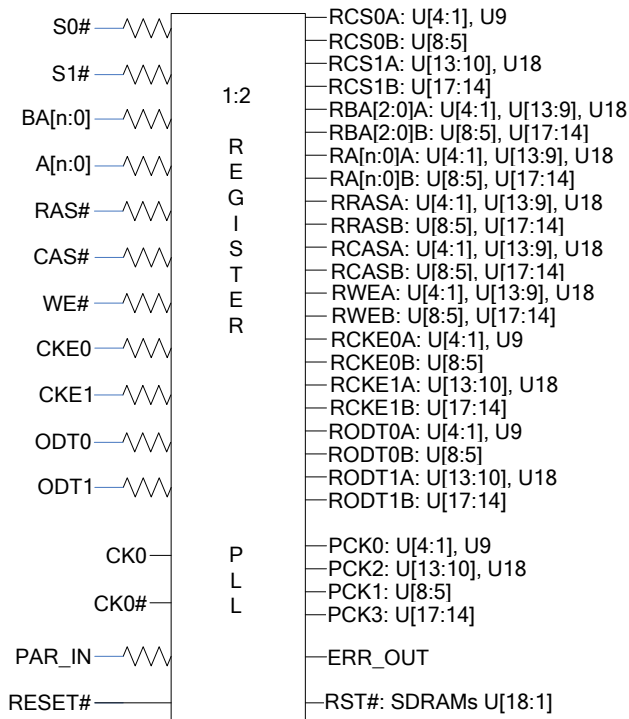 S0#
S1#
BA[n:0]
A[n:0]
RAS#
CAS#
WE#
CKE0
CKE1
ODT0
ODT1
CK0
CK0#
PAR_IN
RESET#
1:2
R
E
G
I
S
T
E
R
P
L
L
RCS0A: U[4:1], U9
RCS0B: U[8:5]
RCS1A: U[13:10], U18
RCS1B: U[17:14]
RBA[2:0]A: U[4:1], U[13:9], U18
RBA[2:0]B: U[8:5], U[17:14]
RA[n:0]A: U[4:1], U[13:9], U18
RA[n:0]B: U[8:5], U[17:14]
RRASA: U[4:1], U[13:9], U18
RRASB: U[8:5], U[17:14]
RCASA: U[4:1], U[13:9], U18
RCASB: U[8:5], U[17:14]
RWEA: U[4:1], U[13:9], U18
RWEB: U[8:5], U[17:14]
RCKE0A: U[4:1], U9
RCKE0B: U[8:5]
RCKE1A: U[13:10], U18
RCKE1B: U[17:14]
RODT0A: U[4:1], U9
RODT0B: U[8:5]
RODT1A: U[13:10], U18
RODT1B: U[17:14]
PCK0: U[4:1], U9
PCK2: U[13:10], U18
PCK1: U[8:5]
PCK3: U[17:14]
ERR_OUT
RST#: SDRAMs U[18:1]